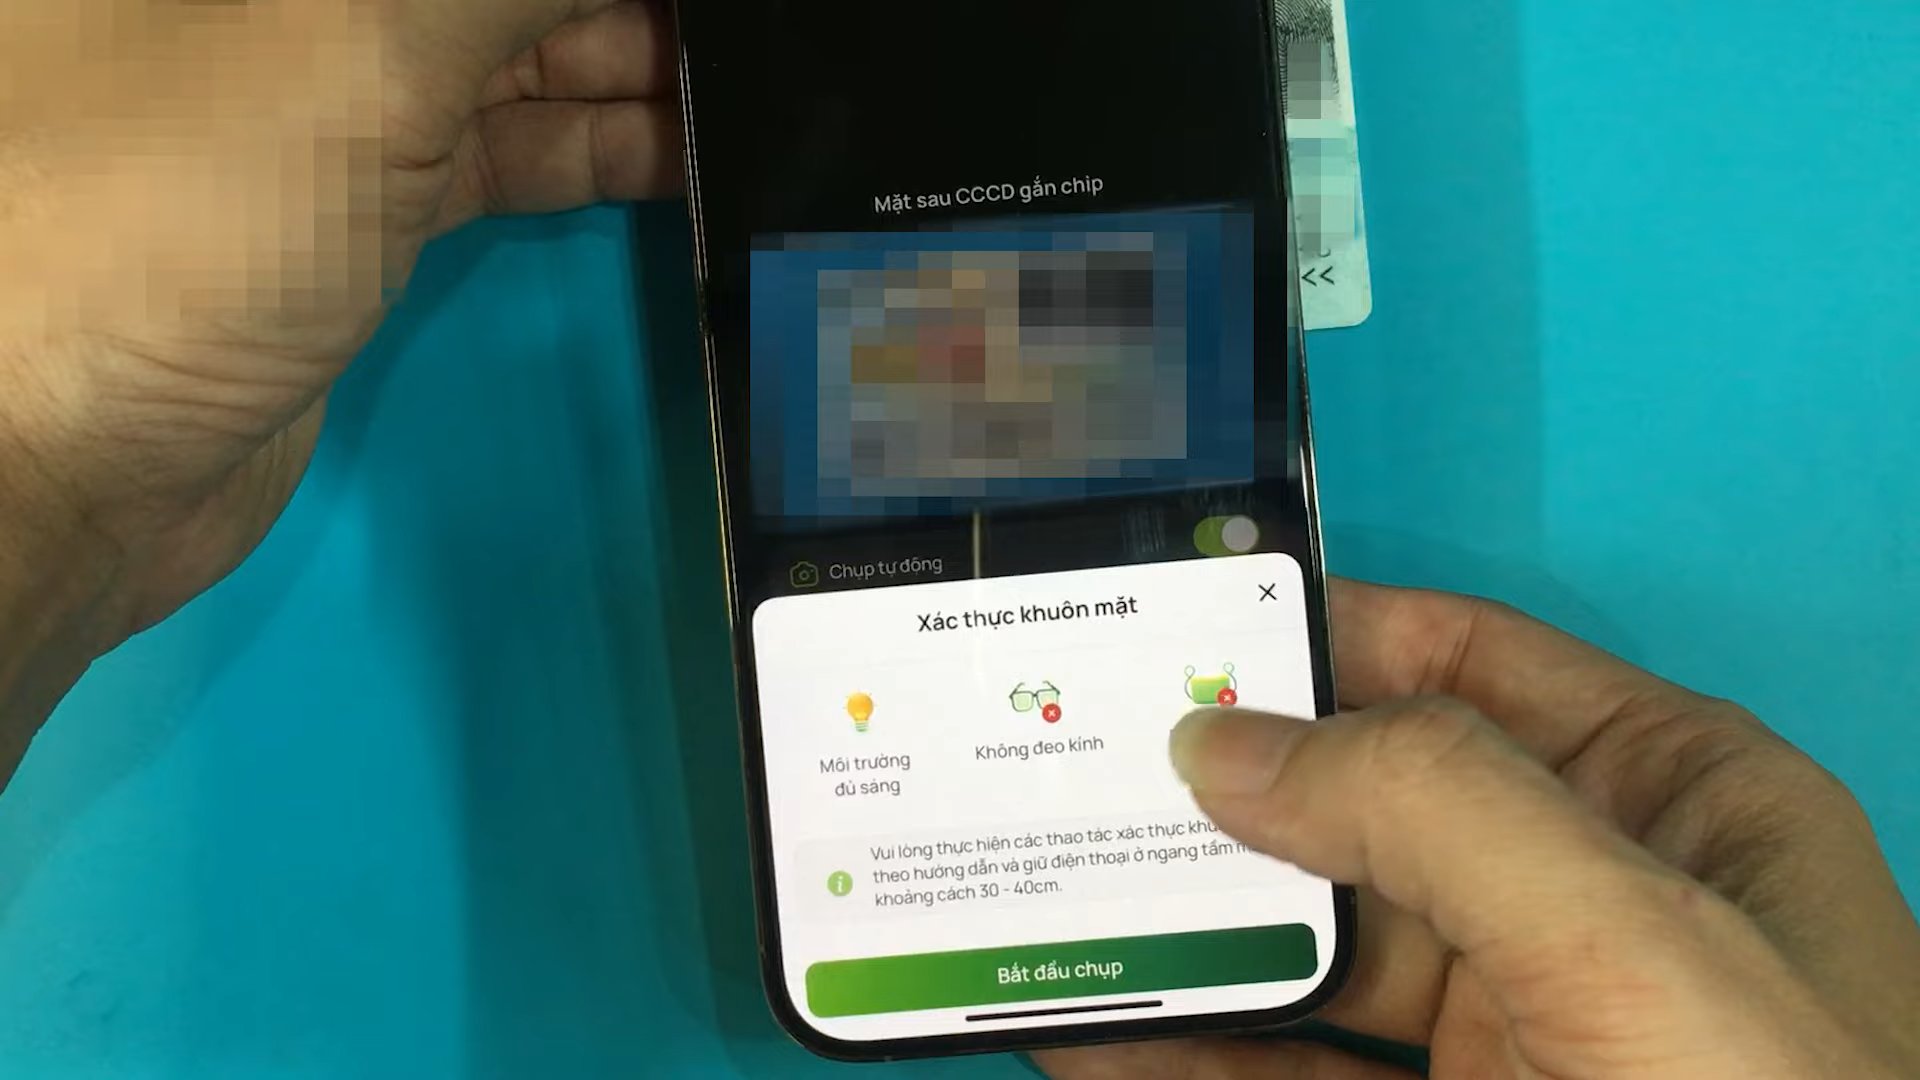 Mặt sau CCCD gắn chip
<<
Chụp tự động
Xác thực khuôn mặt
Môi trường
đủ sáng
Không đeo kính
Vui lòng thực hiện các thao tác xác thực
theo hướng dẫn và giữ điện thoại ở ngang tầm
khoảng cách 30 - 40cm.
Bắt đầu chụp